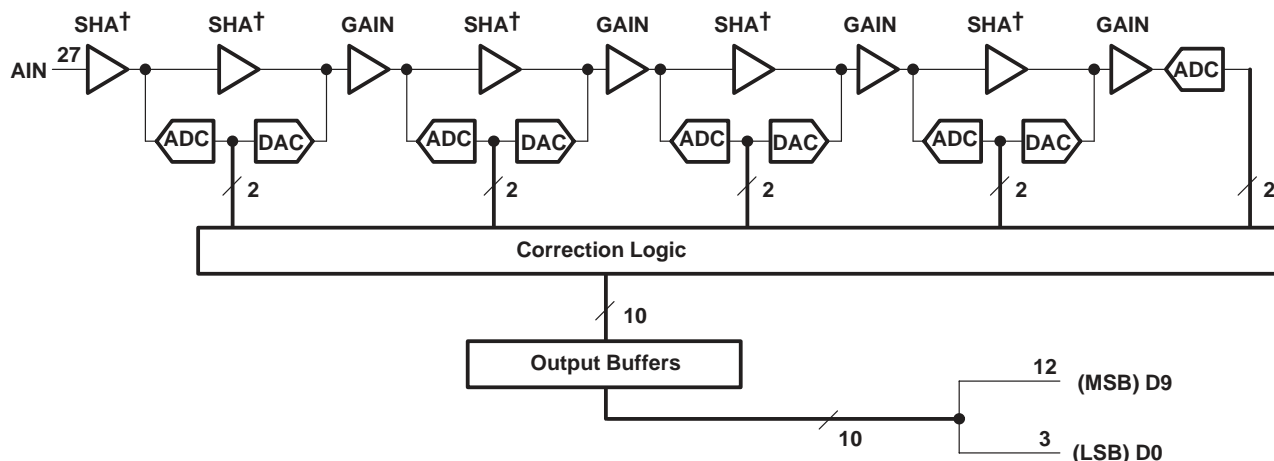 SHA† SHA† GAIN SHA† GAIN SHA† GAIN SHA† GAIN
AIN 27 ADC
ADC DAC ADC DAC ADC DAC ADC DAC
2 2 2 2 2
Correction Logic
10
Output Buffers
12 (MSB) D9
10 3 (LSB) D0